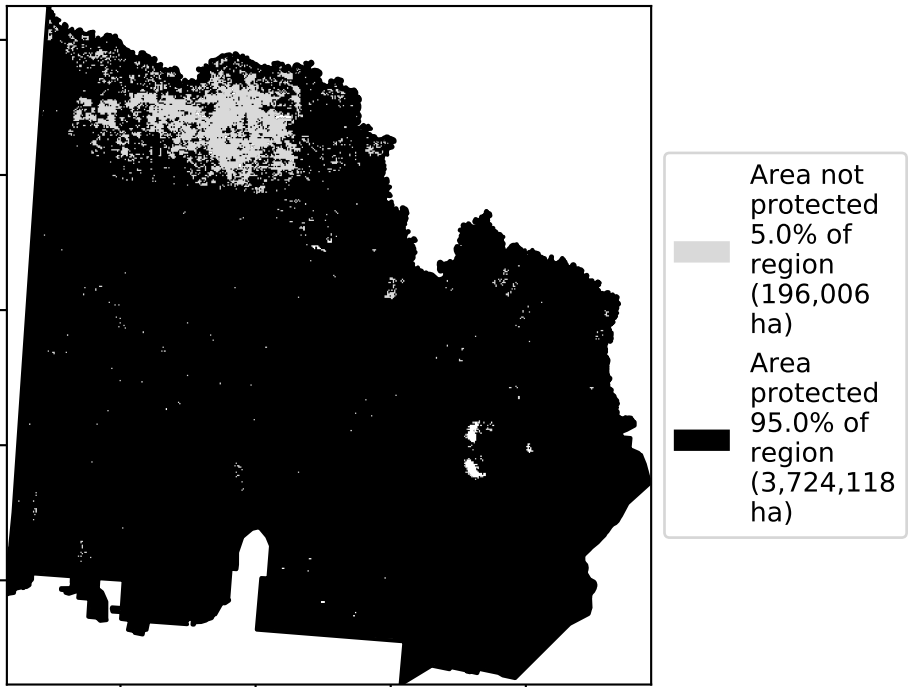 Area not
protected
5.0% of
region
(196,006
ha)
Area
protected
95.0% of
region
(3,724,118
ha)